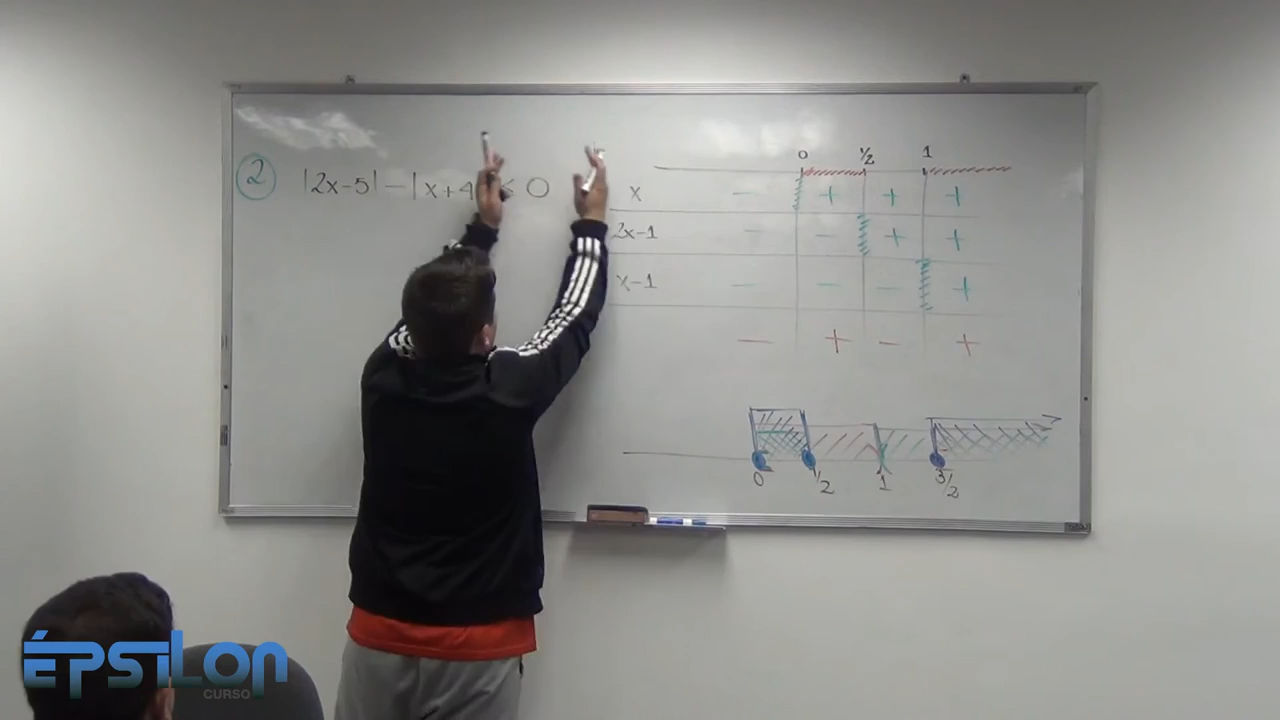 2 |2x-5| - |x+4 ≤ 0
0 1/2 1
x - + + +
2x-1 - - + +
x-1 - - - +
- + - +
0 1/2 1 3/2
ÉPSILON
CURSO